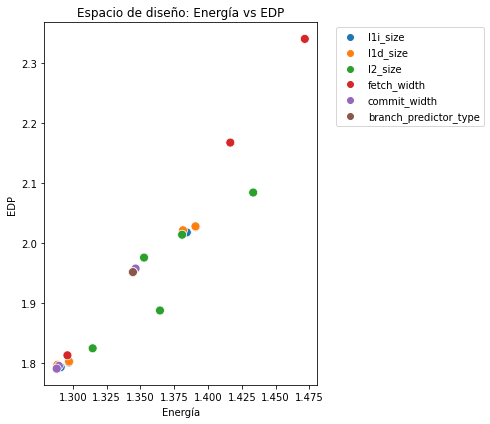 Espacio de diseño: Energía vs EDP
l1i_size
l1d_size
l2_size
fetch_width
commit_width
branch_predictor_type
EDP
2.3
2.2
2.1
2.0
1.9
1.8
1.300
1.325
1.350
1.375
1.400
1.425
1.450
1.475
Energía